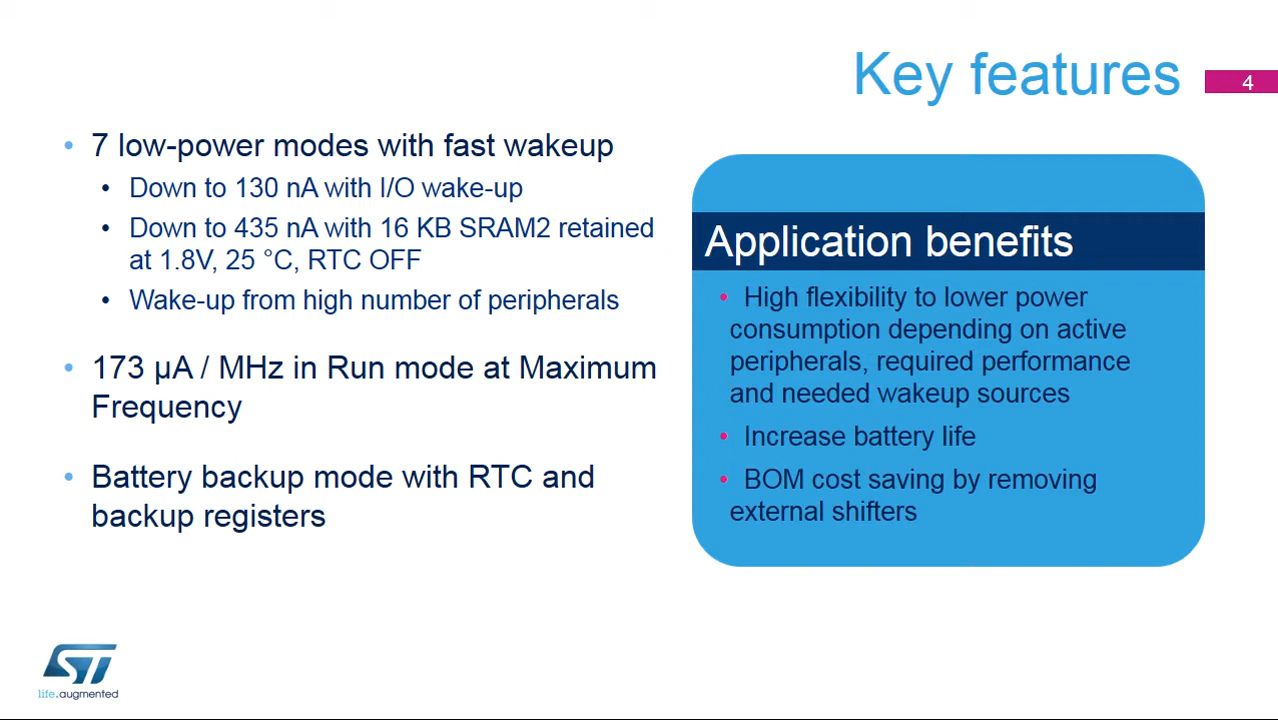 Key features
4
• 7 low-power modes with fast wakeup
• Down to 130 nA with I/O wake-up
• Down to 435 nA with 16 KB SRAM2 retained
at 1.8V, 25 °C, RTC OFF
• Wake-up from high number of peripherals
• 173 µA / MHz in Run mode at Maximum
Frequency
• Battery backup mode with RTC and
backup registers
Application benefits
• High flexibility to lower power
consumption depending on active
peripherals, required performance
and needed wakeup sources
• Increase battery life
• BOM cost saving by removing
external shifters
ST
life.augmented